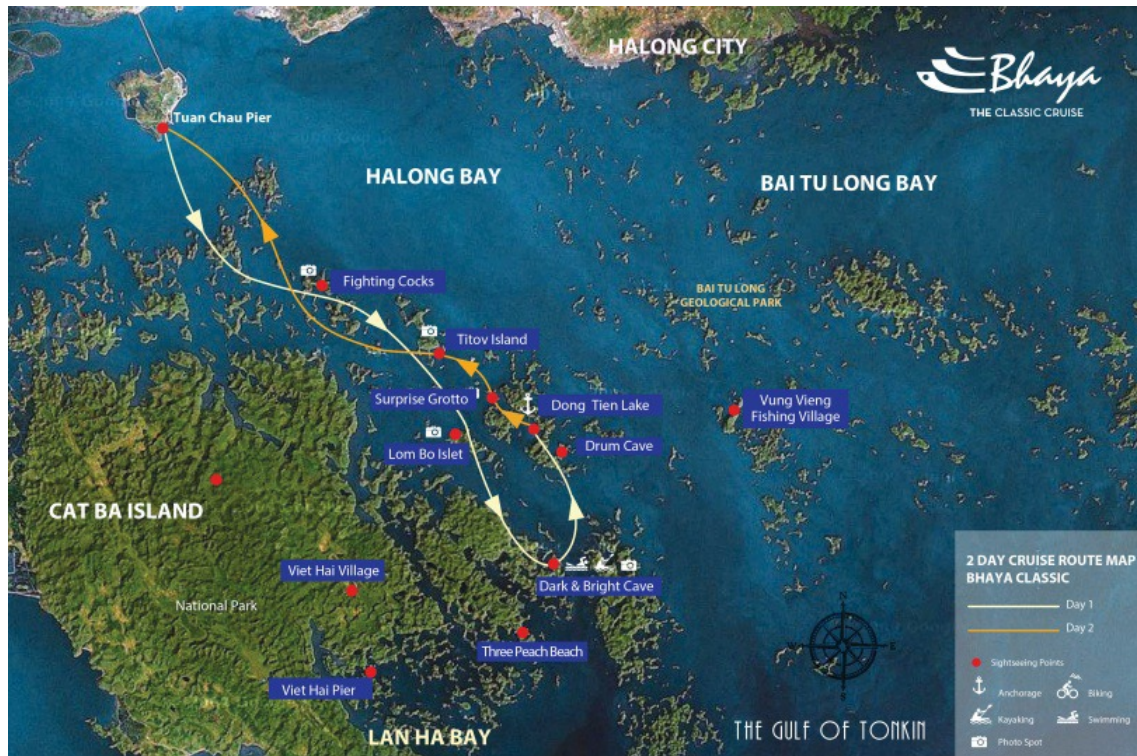 HALONG CITY
Bhaya
THE CLASSIC CRUISE
Tuan Chau Pier
HALONG BAY
BAI TU LONG BAY
Fighting Cocks
BAI TU LONG
GEOLOGICAL PARK
Titov Island
Surprise Grotto
Dong Tien Lake
Vung Vieng
Fishing Village
Lom Bo Islet
Drum Cave
CAT BA ISLAND
Viet Hai Village
Dark & Bright Cave
National Park
Three Peach Beach
Viet Hai Pier
LAN HA BAY
THE GULF OF TONKIN
N
W
E
S
2 DAY CRUISE ROUTE MAP
BHAYA CLASSIC
Day 1
Day 2
Sightseeing Points
Anchorage
Biking
Kayaking
Swimming
Photo Spot